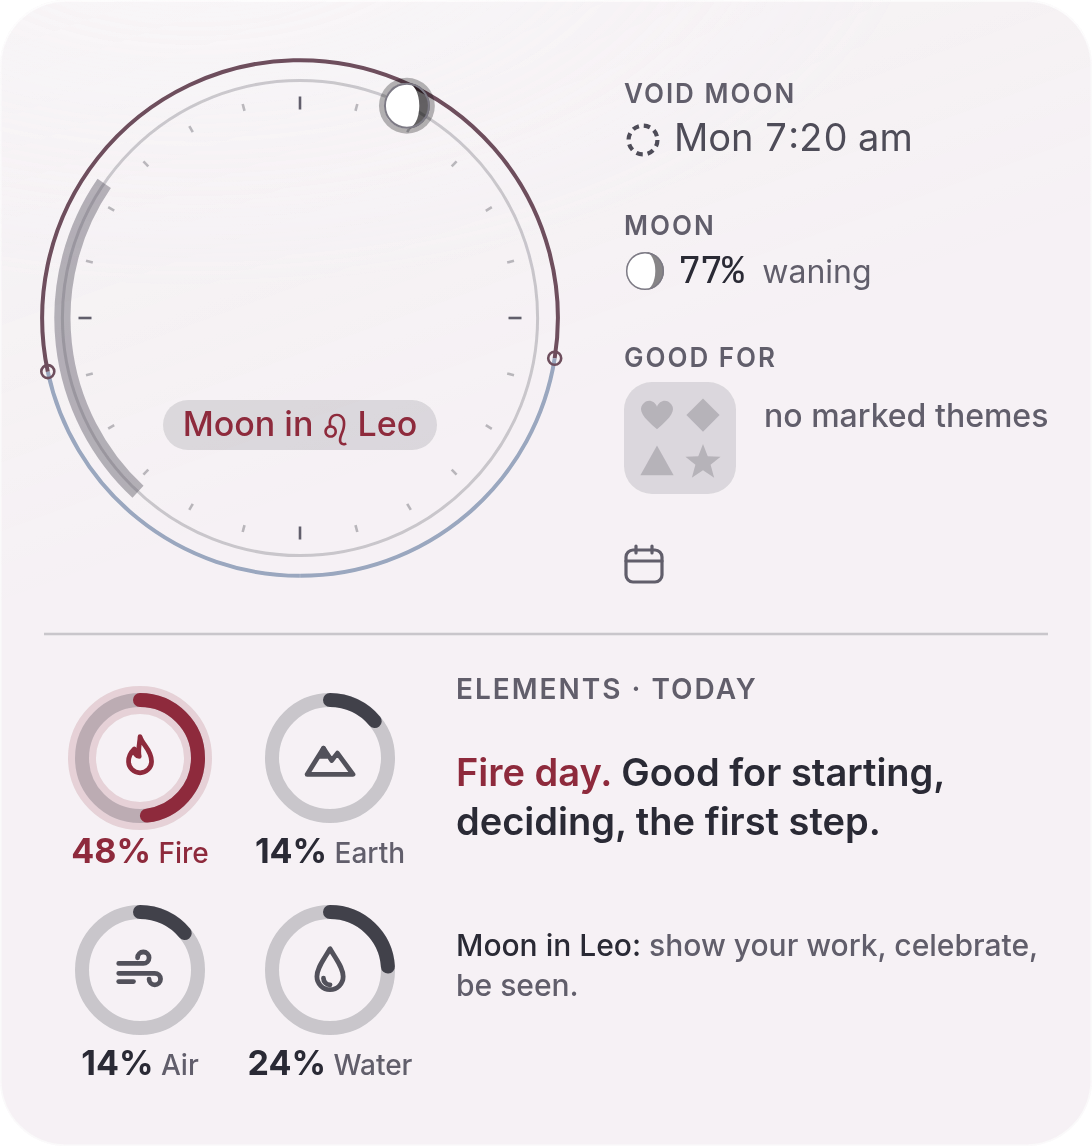 VOID MOON
Mon 7:20 am
MOON
77% waning
GOOD FOR
no marked themes
Moon in ♌ Leo
ELEMENTS · TODAY
Fire day. Good for starting,
deciding, the first step.
48% Fire
14% Earth
Moon in Leo: show your work, celebrate,
be seen.
14% Air
24% Water